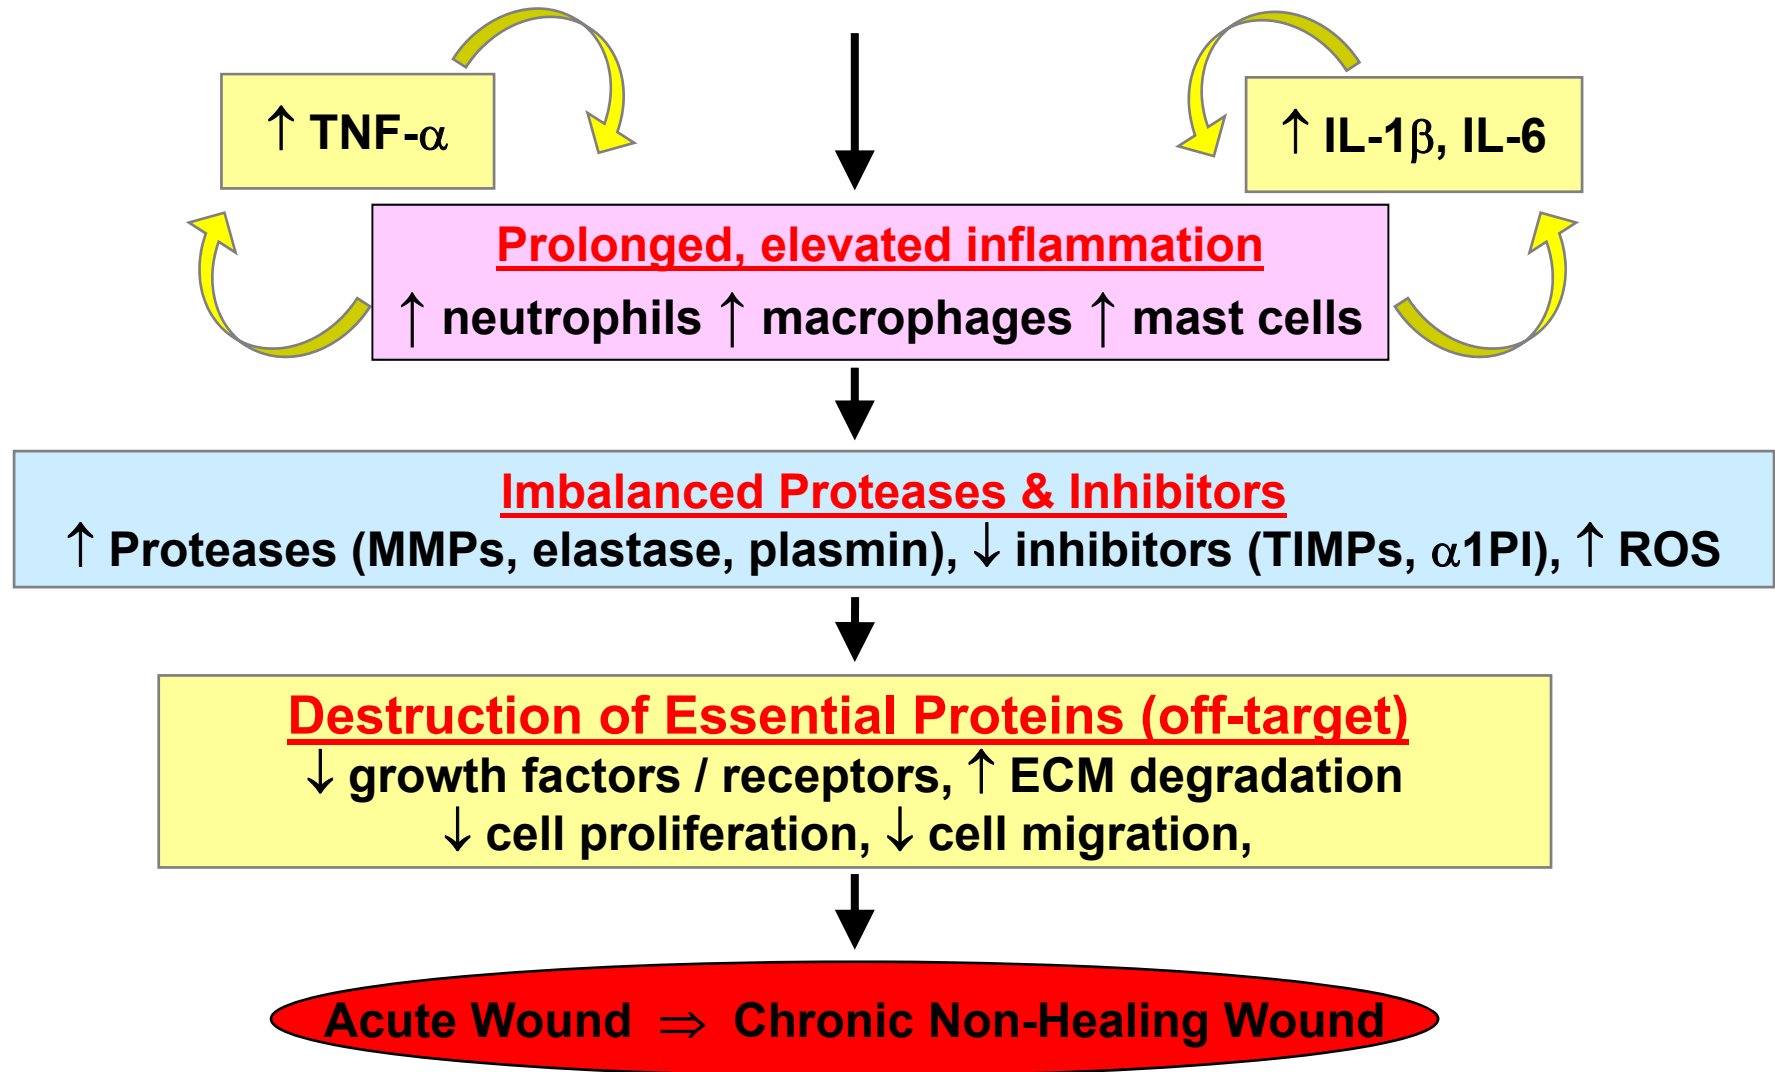 ↑ TNF-α
↑ IL-1β, IL-6
Prolonged, elevated inflammation
↑ neutrophils ↑ macrophages ↑ mast cells
Imbalanced Proteases & Inhibitors
↑ Proteases (MMPs, elastase, plasmin), ↓ inhibitors (TIMPs, α1PI), ↑ ROS
Destruction of Essential Proteins (off-target)
↓ growth factors / receptors, ↑ ECM degradation
↓ cell proliferation, ↓ cell migration,
Acute Wound ⇒ Chronic Non-Healing Wound